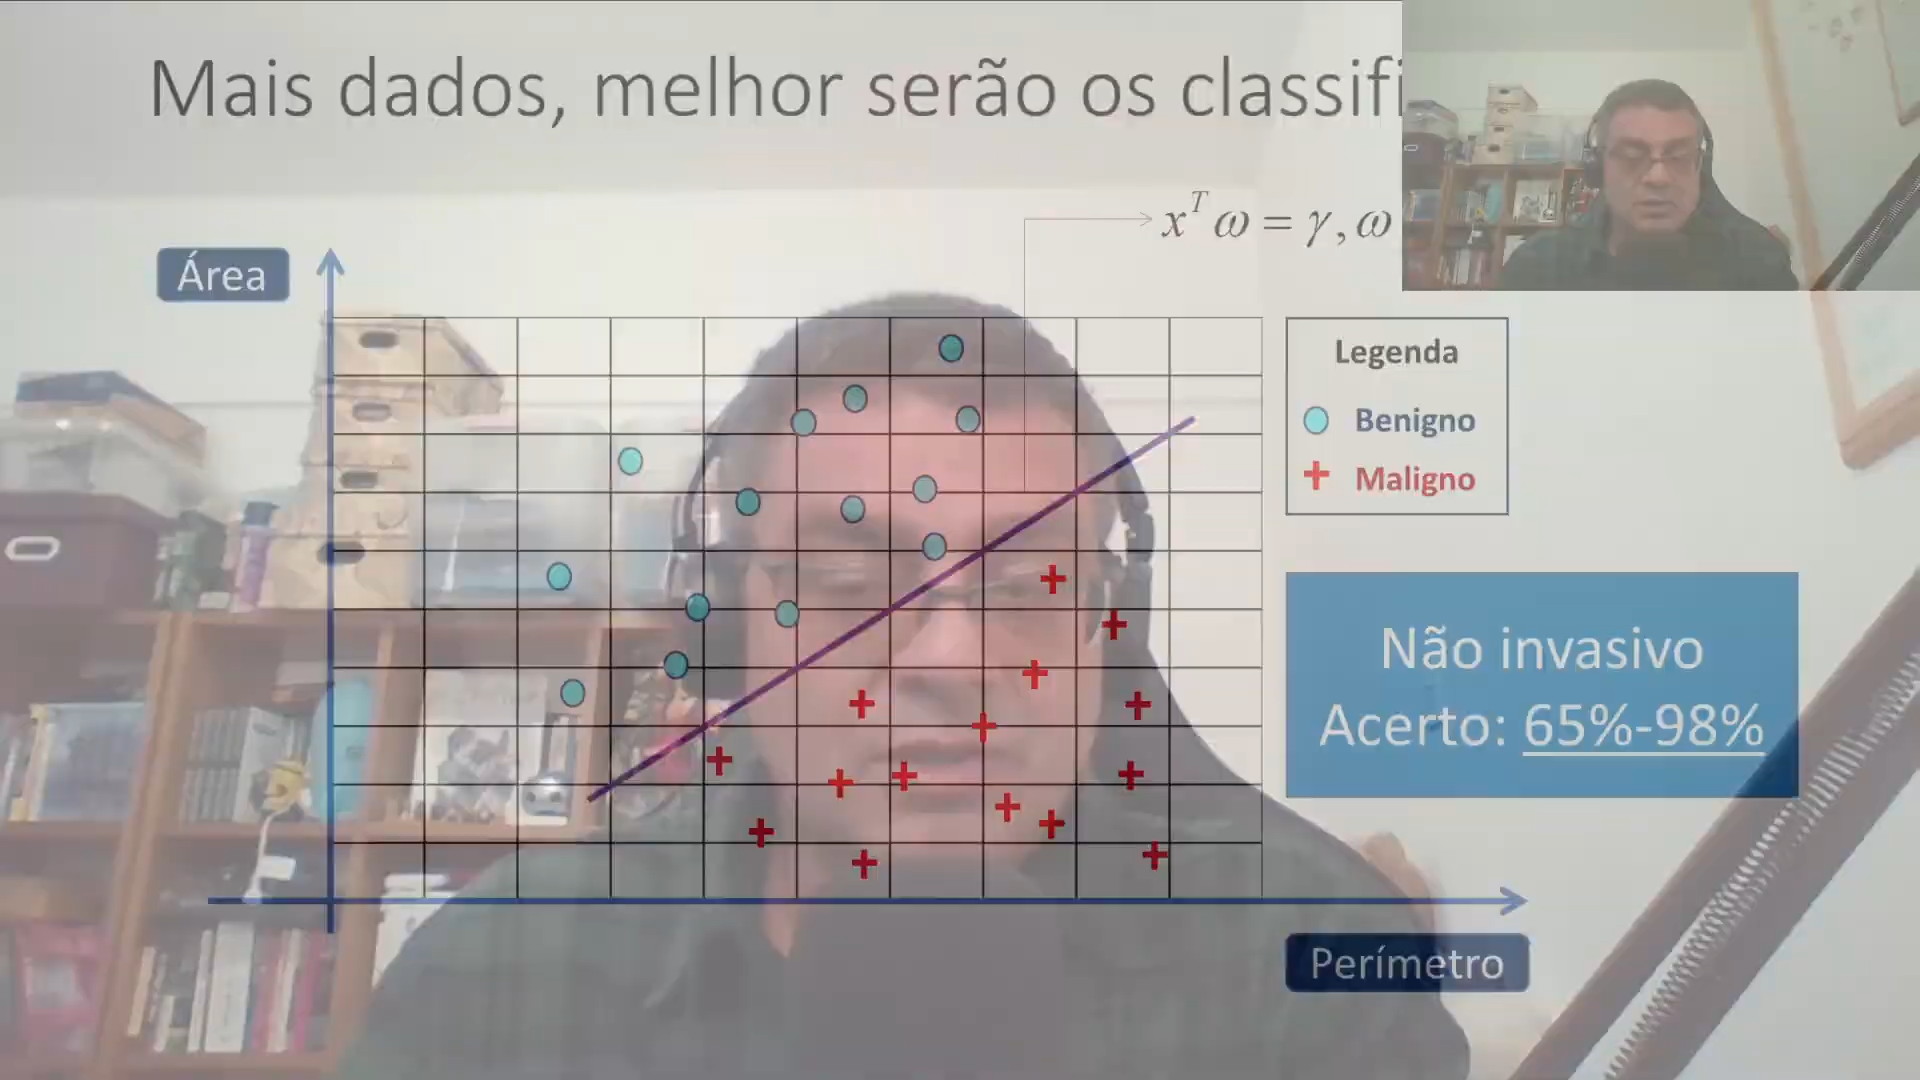 Mais dados, melhor serão os classifi
x^T ω = γ, ω
Área
Legenda
Benigno
Maligno
Não invasivo
Acerto: 65%-98%
Perímetro